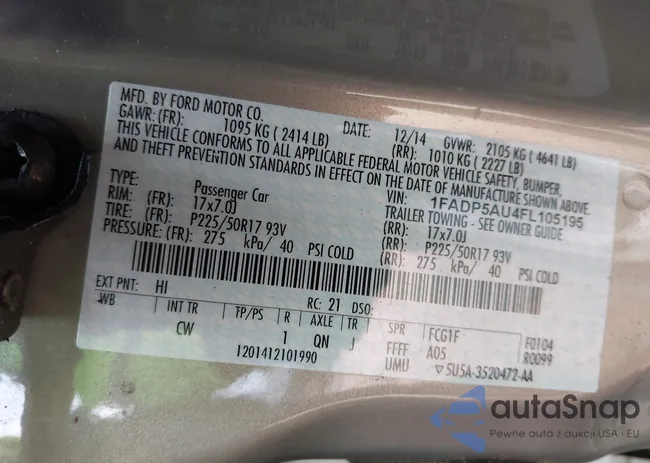 MFD. BY FORD MOTOR CO.
DATE: 12/14 GVWR: 2105 KG ( 4641 LB)
GAWR: (FR): 1095 KG ( 2414 LB) (RR): 1010 KG ( 2227 LB)
THIS VEHICLE CONFORMS TO ALL APPLICABLE FEDERAL MOTOR VEHICLE SAFETY, BUMPER,
AND THEFT PREVENTION STANDARDS IN EFFECT ON THE DATE OF MANUFACTURE SHOWN ABOVE.
VIN: 1FADP5AU4FL105195
TYPE: Passenger Car TRAILER TOWING - SEE OWNER GUIDE
RIM: (FR): 17x7.0J (RR): 17x7.0J
TIRE: (FR): P225/50R17 93V (RR): P225/50R17 93V
PRESSURE: (FR): 275 kPa/ 40 PSI COLD (RR): 275 kPa/ 40 PSI COLD
EXT PNT: HI RC: 21 DSO:
WB INT TR TP/PS R AXLE TR SPR FCG1F F0104
CW 1 QN J FFFF A05 R0099
1201412101990 UMU ▽5U5A-3520472-AA
autaSnap
Pewne auta z aukcji USA i EU